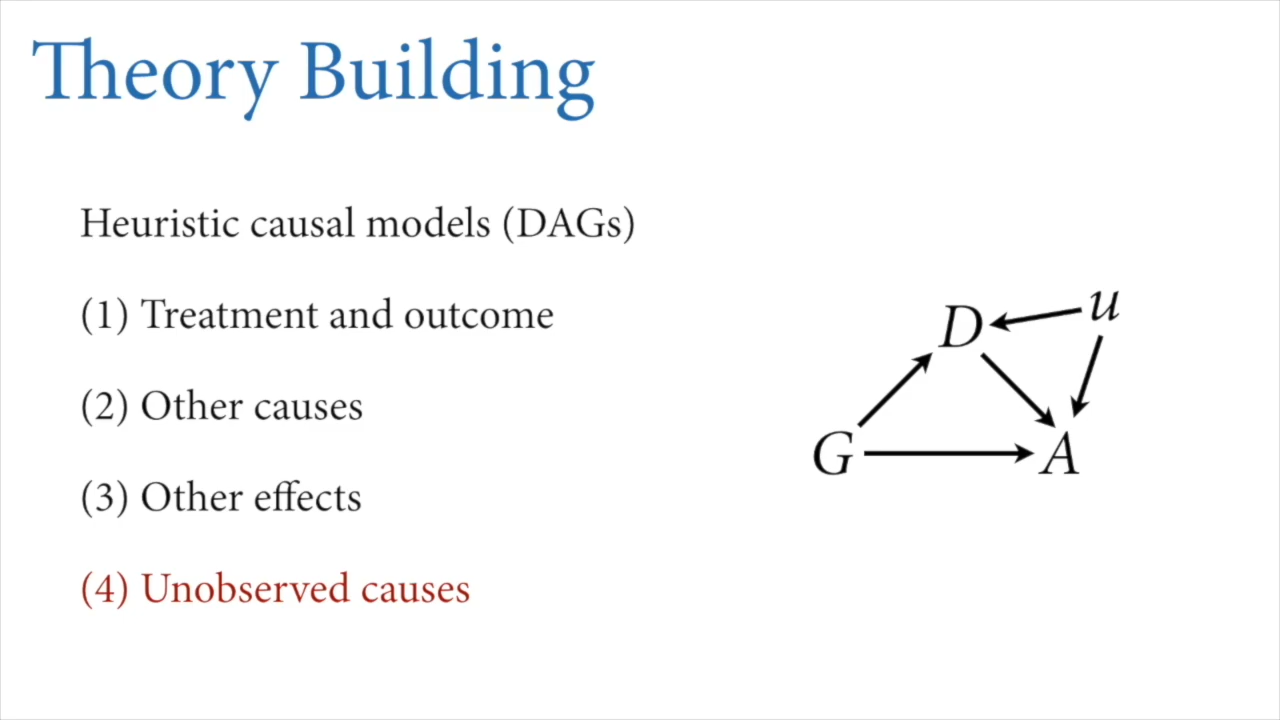 Theory Building
Heuristic causal models (DAGs)
(1) Treatment and outcome
(2) Other causes
(3) Other effects
(4) Unobserved causes
D
u
G
A